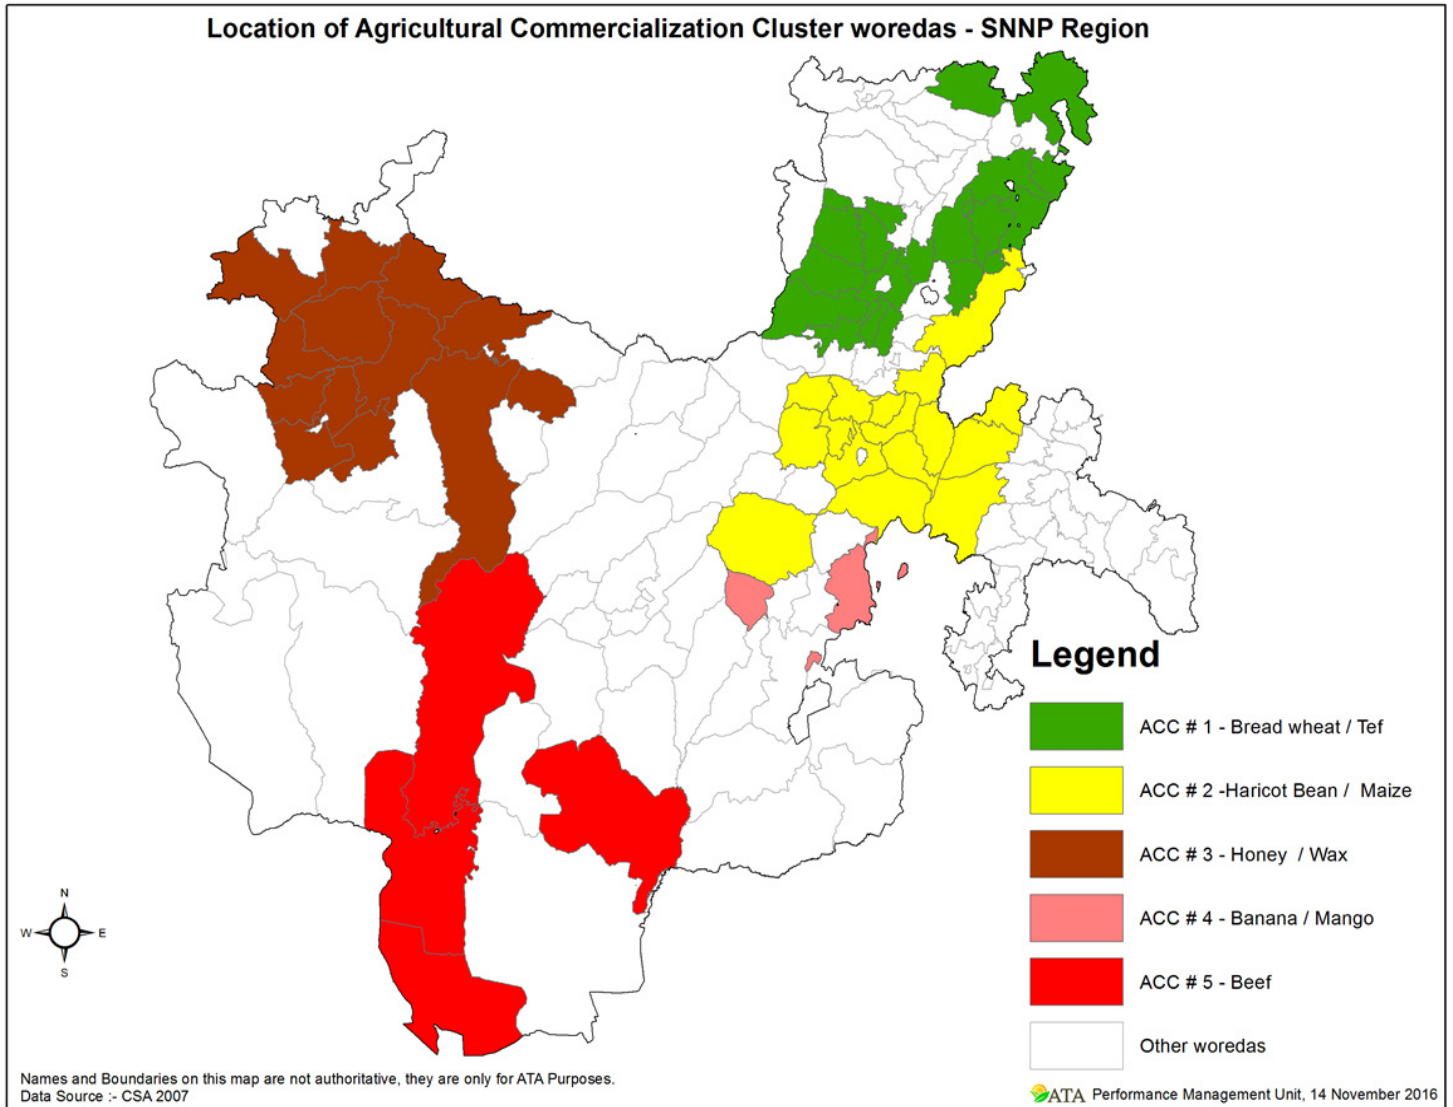 Location of Agricultural Commercialization Cluster woredas - SNNP Region
Legend
ACC # 1 - Bread wheat / Tef
ACC # 2 -Haricot Bean / Maize
ACC # 3 - Honey / Wax
ACC # 4 - Banana / Mango
ACC # 5 - Beef
Other woredas
N
W E
S
Names and Boundaries on this map are not authoritative, they are only for ATA Purposes.
Data Source :- CSA 2007
ATA Performance Management Unit, 14 November 2016